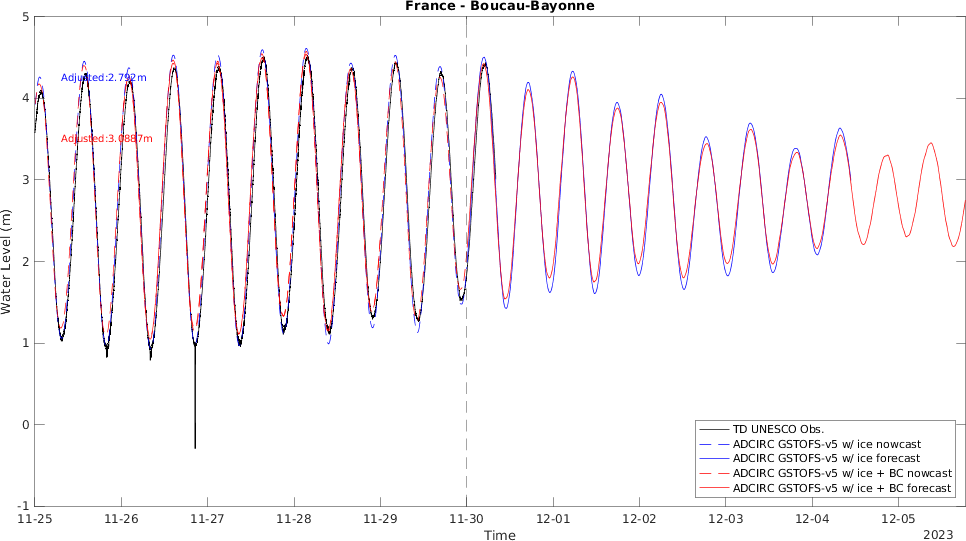 France - Boucau-Bayonne
5
4
3
2
1
0
-1
Water Level (m)
Adjusted:2.792m
Adjusted:3.0887m
TD UNESCO Obs.
ADCIRC GSTOFS-v5 w/ ice nowcast
ADCIRC GSTOFS-v5 w/ ice forecast
ADCIRC GSTOFS-v5 w/ ice + BC nowcast
ADCIRC GSTOFS-v5 w/ ice + BC forecast
11-25 11-26 11-27 11-28 11-29 11-30 12-01 12-02 12-03 12-04 12-05
Time
2023